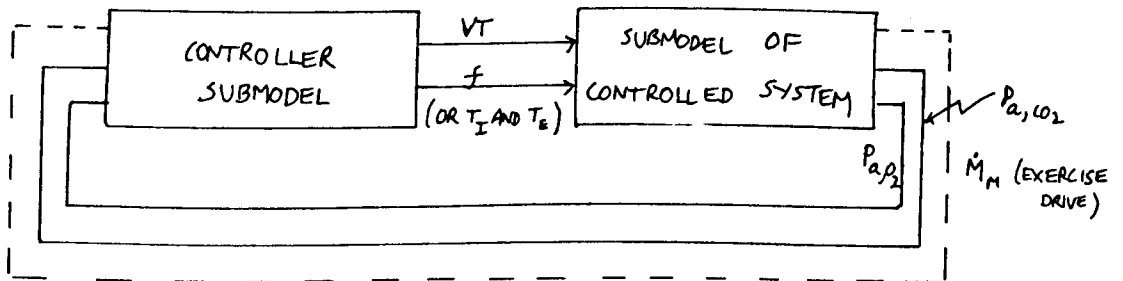 CONTROLLER
SUBMODEL
VT
f
(OR T_I AND T_E)
SUBMODEL OF
CONTROLLED SYSTEM
P_a,CO2
P_a,O2
Ṁ_M (EXERCISE
DRIVE)